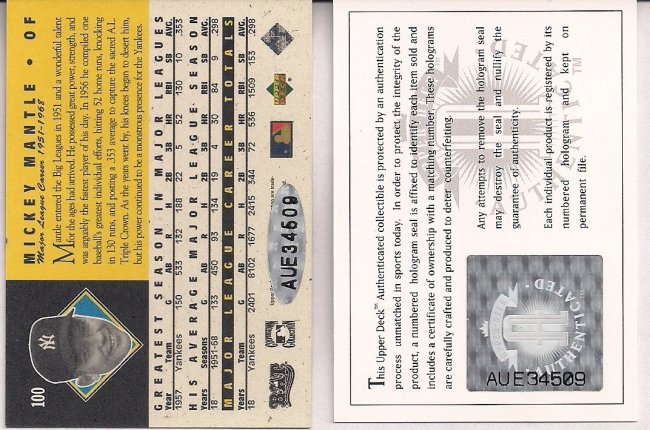 100
MICKEY MANTLE • OF
Major League Career 1951-1968
Mantle entered the Big Leagues in 1951 and a wonderful talent
for the ages had arrived. He possessed great power, strength, and
was arguably the fastest player of his day. In 1956 he compiled one
baseball's greatest individual efforts, hitting 52 home runs, knocking
in 130 runs, and posting a .353 average to capture the sacred A.L.
Triple Crown. As the years went by, his knees began to desert him,
but his power continued to be a monstrous presence for the Yankees.
GREATEST SEASON IN MAJOR LEAGUES
Year Team G AB R H 2B 3B HR RBI SB AVG.
1957 Yankees 150 533 132 188 22 5 52 130 10 .353
HIS AVERAGE MAJOR LEAGUE SEASON
Years Seasons G AB R H 2B 3B HR RBI SB AVG.
18 1951-68 133 450 93 134 19 4 30 84 9 .298
MAJOR LEAGUE CAREER TOTALS
Years Team G AB R H 2B 3B HR RBI SB AVG.
18 Yankees 2401 8102 1677 2415 344 72 536 1509 153 .298
AUE34509
This Upper Deck™ Authenticated collectible is protected by an authentication
process unmatched in sports today. In order to protect the integrity of the
product, a numbered hologram seal is affixed to identify each item sold and
includes a certificate of ownership with a matching number. These holograms
are carefully crafted and produced to deter counterfeiting.
Any attempts to remove the hologram seal
may destroy the seal and nullify the
guarantee of authenticity.
Each individual product is registered by its
numbered hologram and kept on
permanent file.
AUTHENTICATED
AUE34509